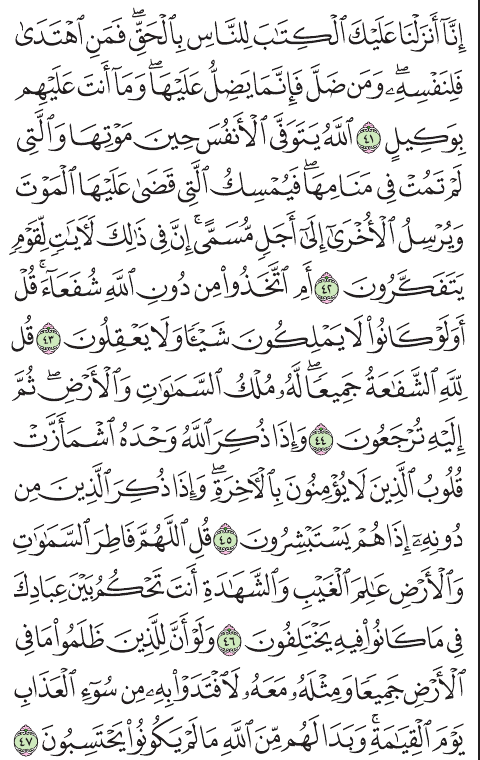 إِنَّآ أَنزَلۡنَا عَلَيۡكَ ٱلۡكِتَٰبَ لِلنَّاسِ بِٱلۡحَقِّۖ فَمَنِ ٱهۡتَدَىٰ
فَلِنَفۡسِهِۦۖ وَمَن ضَلَّ فَإِنَّمَا يَضِلُّ عَلَيۡهَاۖ وَمَآ أَنتَ عَلَيۡهِم
بِوَكِيلٍ ٤١ ٱللَّهُ يَتَوَفَّى ٱلۡأَنفُسَ حِينَ مَوۡتِهَا وَٱلَّتِي
لَمۡ تَمُتۡ فِي مَنَامِهَاۖ فَيُمۡسِكُ ٱلَّتِي قَضَىٰ عَلَيۡهَا ٱلۡمَوۡتَ
وَيُرۡسِلُ ٱلۡأُخۡرَىٰٓ إِلَىٰٓ أَجَلٖ مُّسَمًّىۚ إِنَّ فِي ذَٰلِكَ لَأٓيَٰتٖ لِّقَوۡمٖ
يَتَفَكَّرُونَ ٤٢ أَمِ ٱتَّخَذُواْ مِن دُونِ ٱللَّهِ شُفَعَآءَۚ قُلۡ
أَوَلَوۡ كَانُواْ لَا يَمۡلِكُونَ شَيۡـٔٗا وَلَا يَعۡقِلُونَ ٤٣ قُل
لِّلَّهِ ٱلشَّفَٰعَةُ جَمِيعٗاۖ لَّهُۥ مُلۡكُ ٱلسَّمَٰوَٰتِ وَٱلۡأَرۡضِۖ ثُمَّ
إِلَيۡهِ تُرۡجَعُونَ ٤٤ وَإِذَا ذُكِرَ ٱللَّهُ وَحۡدَهُ ٱشۡمَأَزَّتۡ
قُلُوبُ ٱلَّذِينَ لَا يُؤۡمِنُونَ بِٱلۡأٓخِرَةِۖ وَإِذَا ذُكِرَ ٱلَّذِينَ مِن
دُونِهِۦٓ إِذَا هُمۡ يَسۡتَبۡشِرُونَ ٤٥ قُلِ ٱللَّهُمَّ فَاطِرَ ٱلسَّمَٰوَٰتِ
وَٱلۡأَرۡضِ عَٰلِمَ ٱلۡغَيۡبِ وَٱلشَّهَٰدَةِ أَنتَ تَحۡكُمُ بَيۡنَ عِبَادِكَ
فِي مَا كَانُواْ فِيهِ يَخۡتَلِفُونَ ٤٦ وَلَوۡ أَنَّ لِلَّذِينَ ظَلَمُواْ مَا فِي
ٱلۡأَرۡضِ جَمِيعٗا وَمِثۡلَهُۥ مَعَهُۥ لَٱفۡتَدَوۡاْ بِهِۦ مِن سُوٓءِ ٱلۡعَذَابِ
يَوۡمَ ٱلۡقِيَٰمَةِۚ وَبَدَا لَهُم مِّنَ ٱللَّهِ مَا لَمۡ يَكُونُواْ يَحۡتَسِبُونَ ٤٧